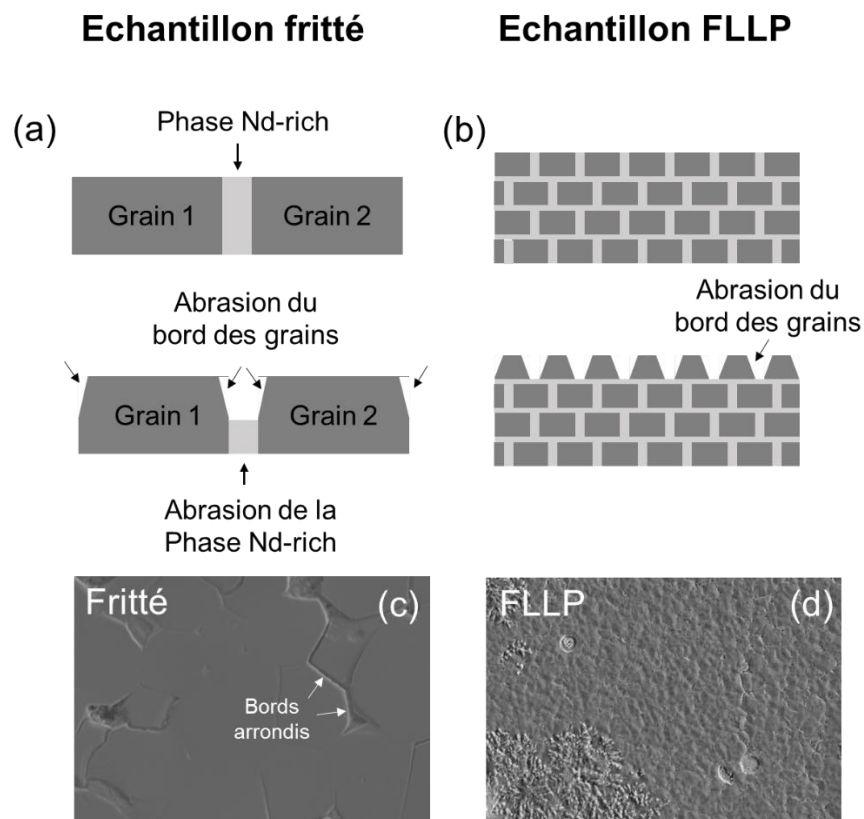 Echantillon fritté
Echantillon FLLP
(a)
Phase Nd-rich
Grain 1
Grain 2
Abrasion du
bord des grains
Grain 1
Grain 2
Abrasion de la
Phase Nd-rich
(b)
Abrasion du
bord des grains
Fritté
(c)
Bords
arrondis
FLLP
(d)